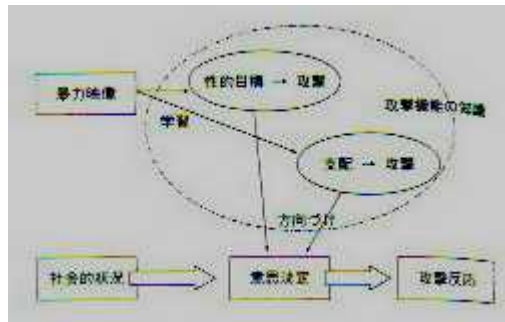 性的目標 → 攻撃
暴力映像
攻撃機能の知識
学習
支配 → 攻撃
方向づけ
社会的状況
意思決定
攻撃反応